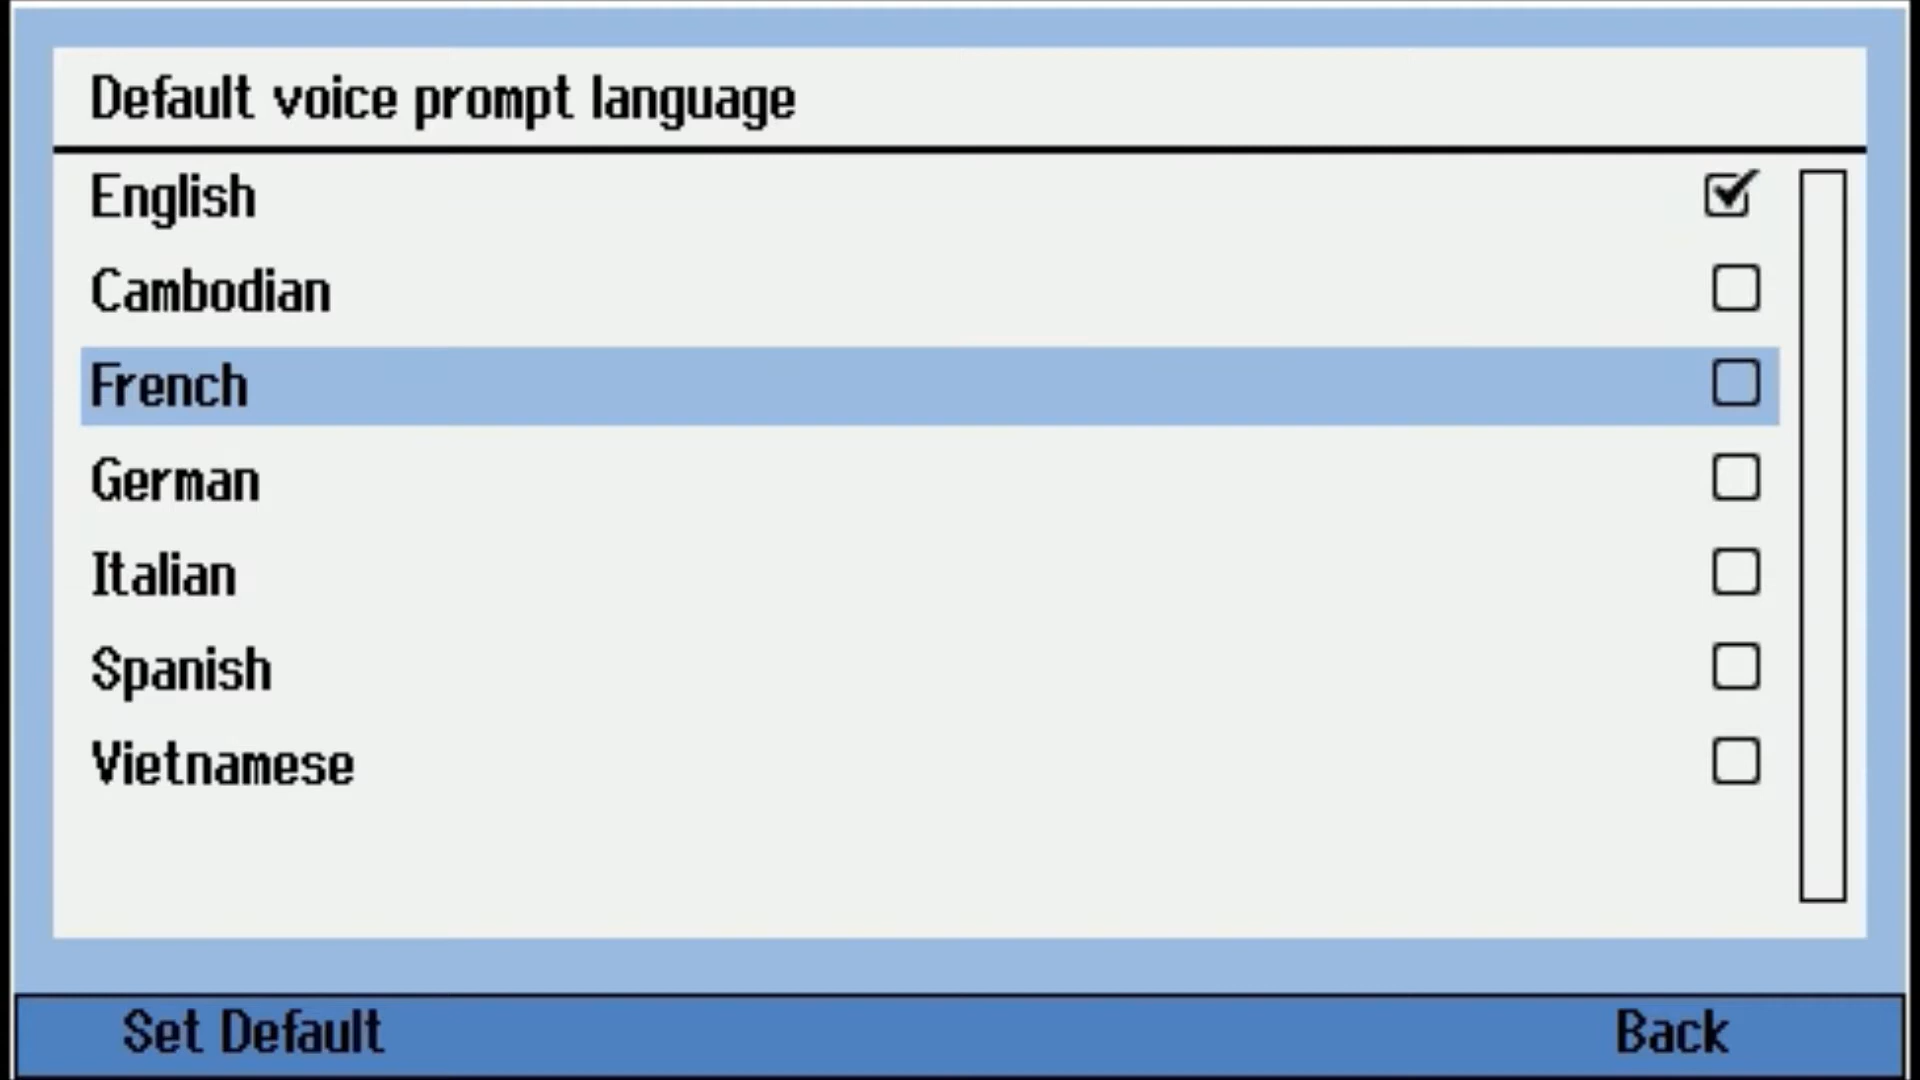 Default voice prompt language
English
Cambodian
French
German
Italian
Spanish
Vietnamese
Set Default
Back